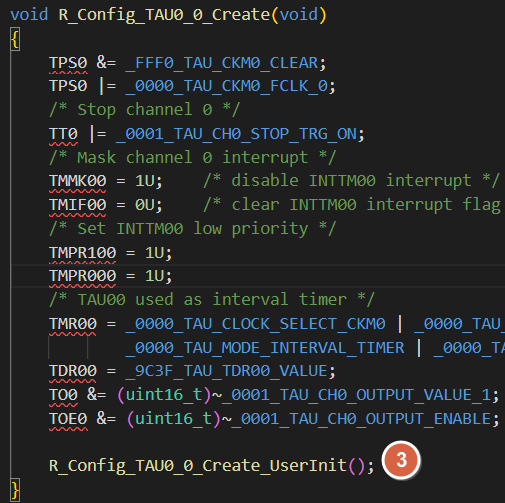 void R_Config_TAU0_0_Create(void)
{
    TPS0 &= _FFF0_TAU_CKM0_CLEAR;
    TPS0 |= _0000_TAU_CKM0_FCLK_0;
    /* Stop channel 0 */
    TT0 |= _0001_TAU_CH0_STOP_TRG_ON;
    /* Mask channel 0 interrupt */
    TMMK00 = 1U;    /* disable INTTM00 interrupt */
    TMIF00 = 0U;    /* clear INTTM00 interrupt flag
    /* Set INTTM00 low priority */
    TMPR100 = 1U;
    TMPR000 = 1U;
    /* TAU00 used as interval timer */
    TMR00 = _0000_TAU_CLOCK_SELECT_CKM0 | _0000_TAU_
            _0000_TAU_MODE_INTERVAL_TIMER | _0000_TA
    TDR00 = _9C3F_TAU_TDR00_VALUE;
    TO0 &= (uint16_t)~_0001_TAU_CH0_OUTPUT_VALUE_1;
    TOE0 &= (uint16_t)~_0001_TAU_CH0_OUTPUT_ENABLE;
    R_Config_TAU0_0_Create_UserInit(); 3
}